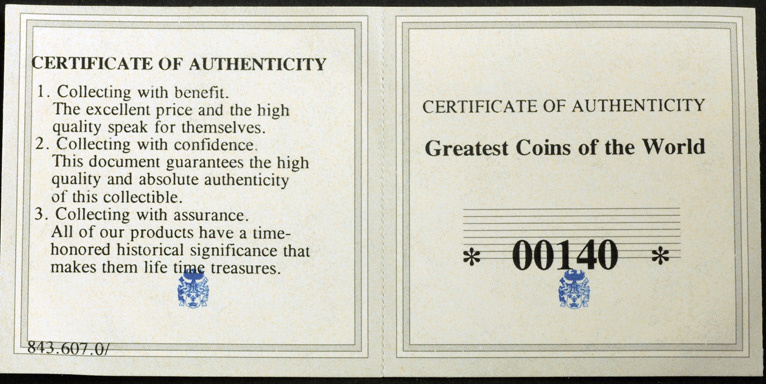 CERTIFICATE OF AUTHENTICITY
1. Collecting with benefit.
The excellent price and the high
quality speak for themselves.
2. Collecting with confidence.
This document guarantees the high
quality and absolute authenticity
of this collectible.
3. Collecting with assurance.
All of our products have a time-
honored historical significance that
makes them life time treasures.
843.607.0/
CERTIFICATE OF AUTHENTICITY
Greatest Coins of the World
* 00140 *